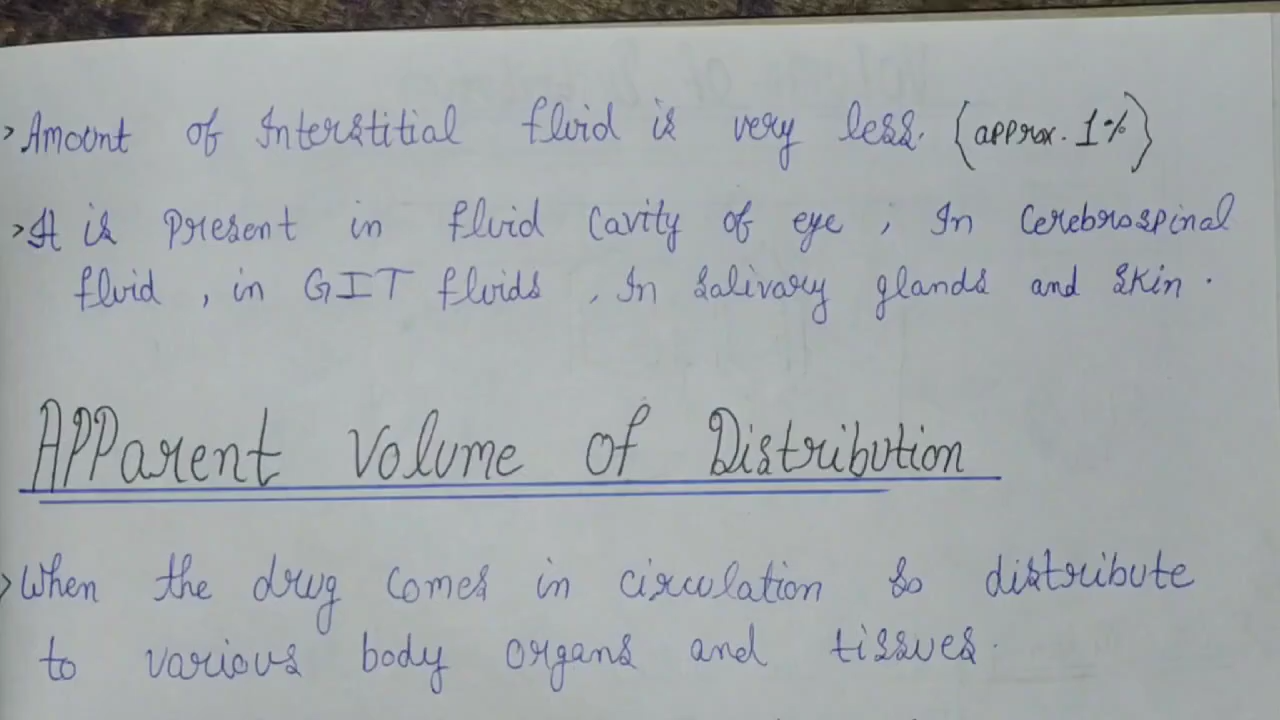 > Amount of Interstitial fluid is very less. {approx. 1%}
> It is present in fluid cavity of eye, In cerebrospinal
fluid, in GIT fluids, In salivary glands and skin.
APParent Volume of Distribution
> When the drug comes in circulation so distribute
to various body organs and tissues.